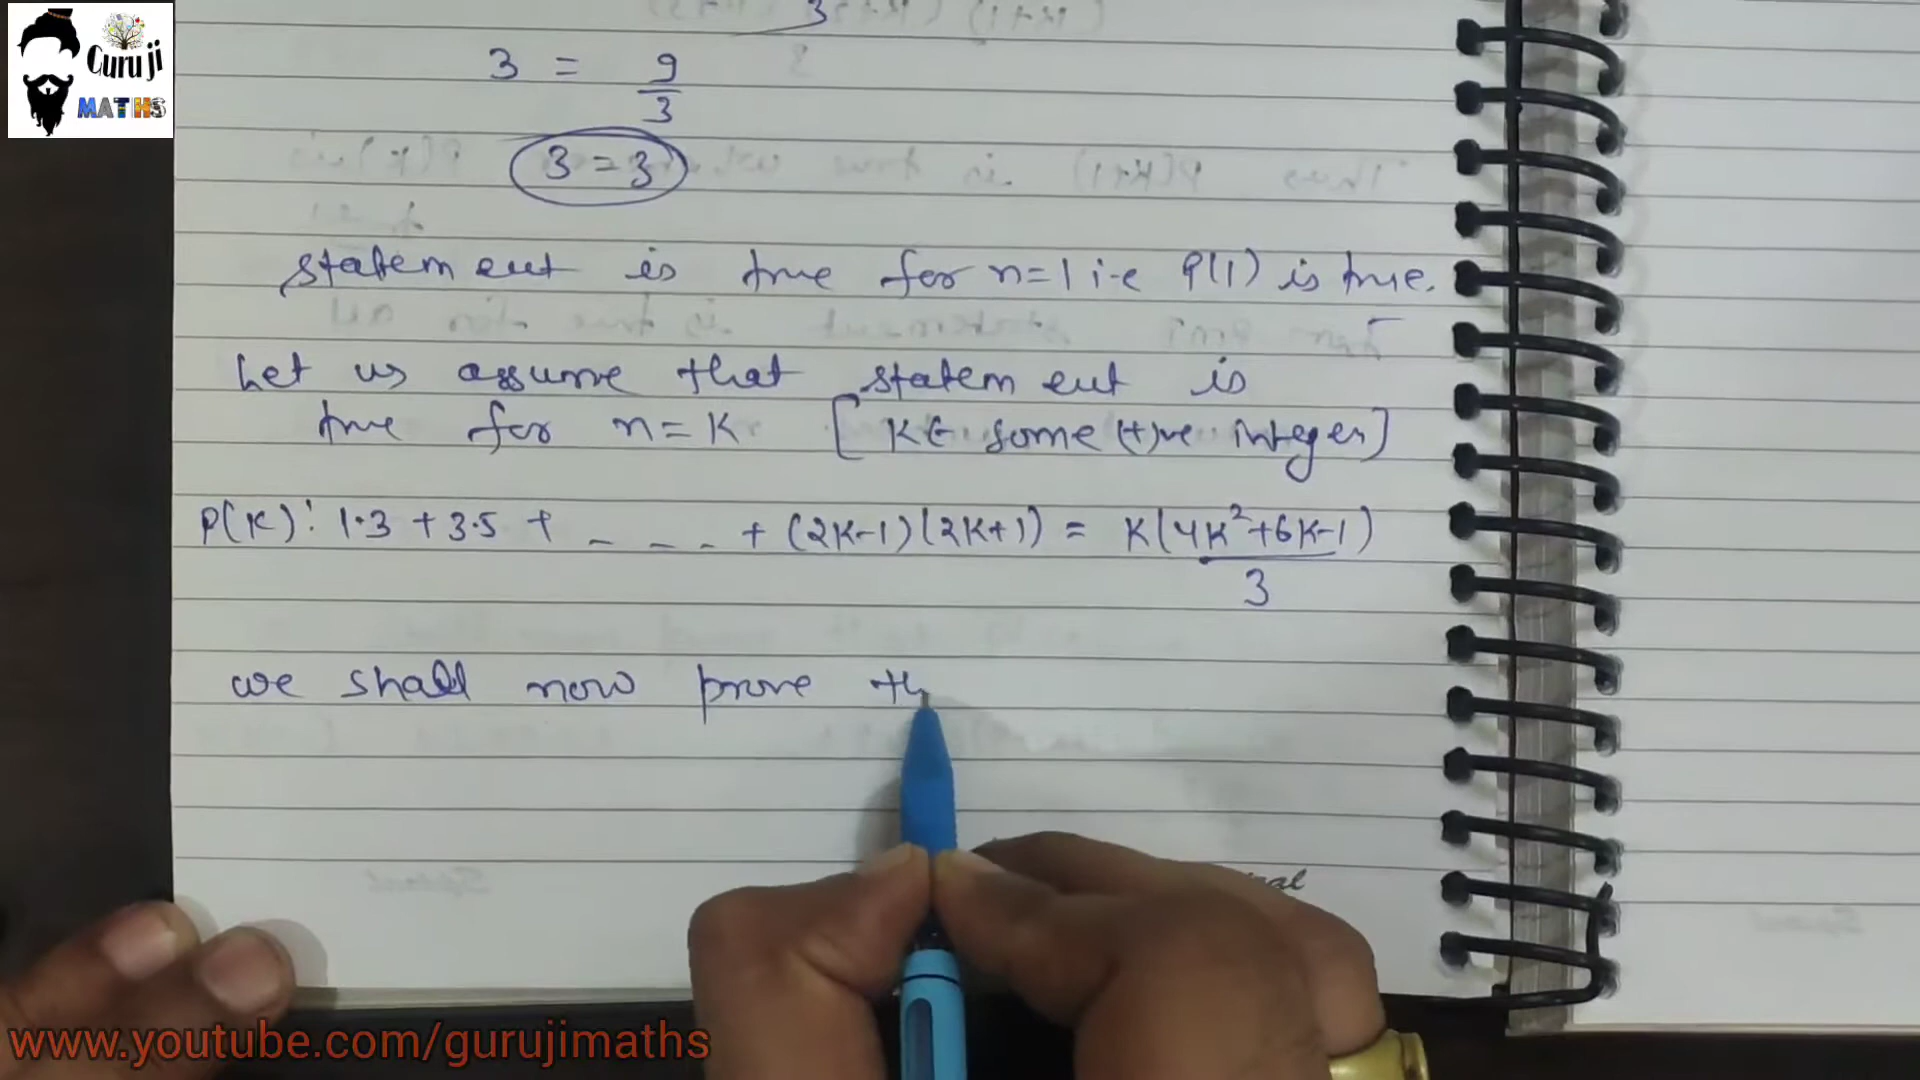 Guru ji
MATHS
3
3 = 9
3
3 = 3
statement is true for n=1 i-e P(1) is true.
Let us assume that statement is
true for n=K [K∈ some (+)ve integer]
P(K): 1·3 + 3·5 + _ _ _ + (2K-1)(2K+1) = K(4K²+6K-1)
3
we shall now prove th
www.youtube.com/gurujimaths